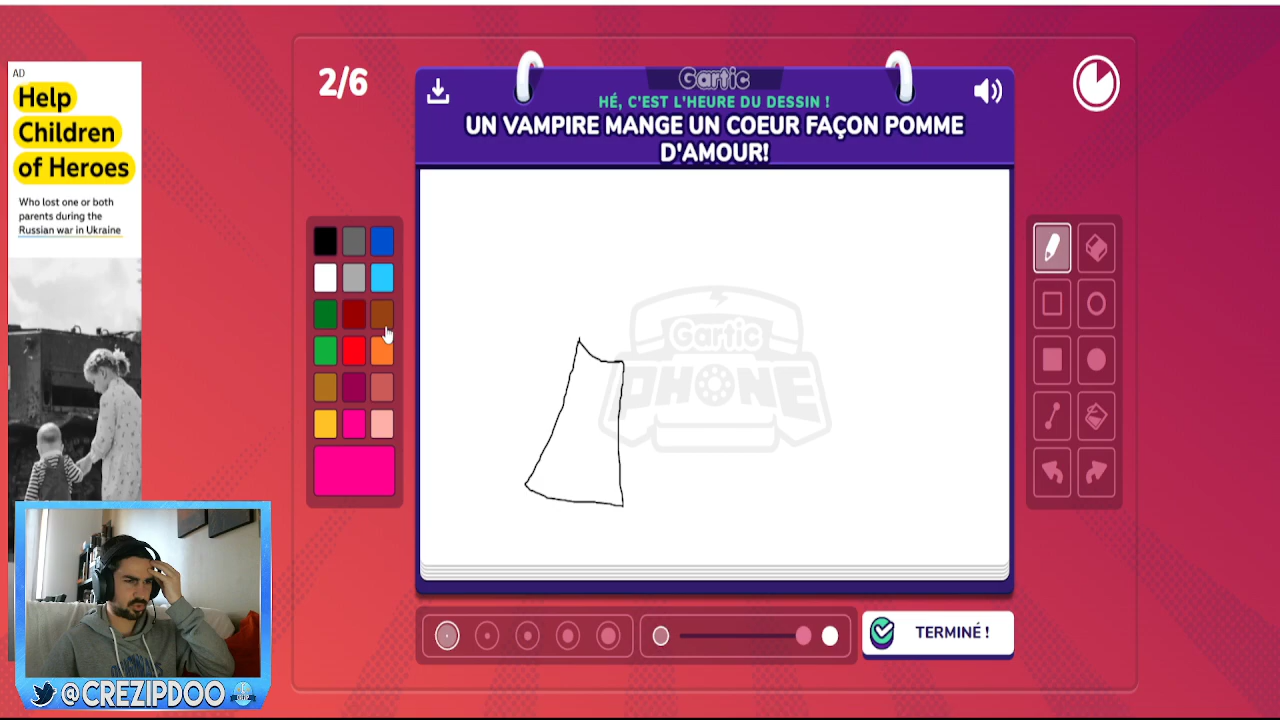 AD
Help
Children
of Heroes
Who lost one or both
parents during the
Russian war in Ukraine
2/6
Gartic
HÉ, C'EST L'HEURE DU DESSIN !
UN VAMPIRE MANGE UN COEUR FAÇON POMME
D'AMOUR!
Gartic
PHONE
TERMINÉ !
@CREZIPDOO